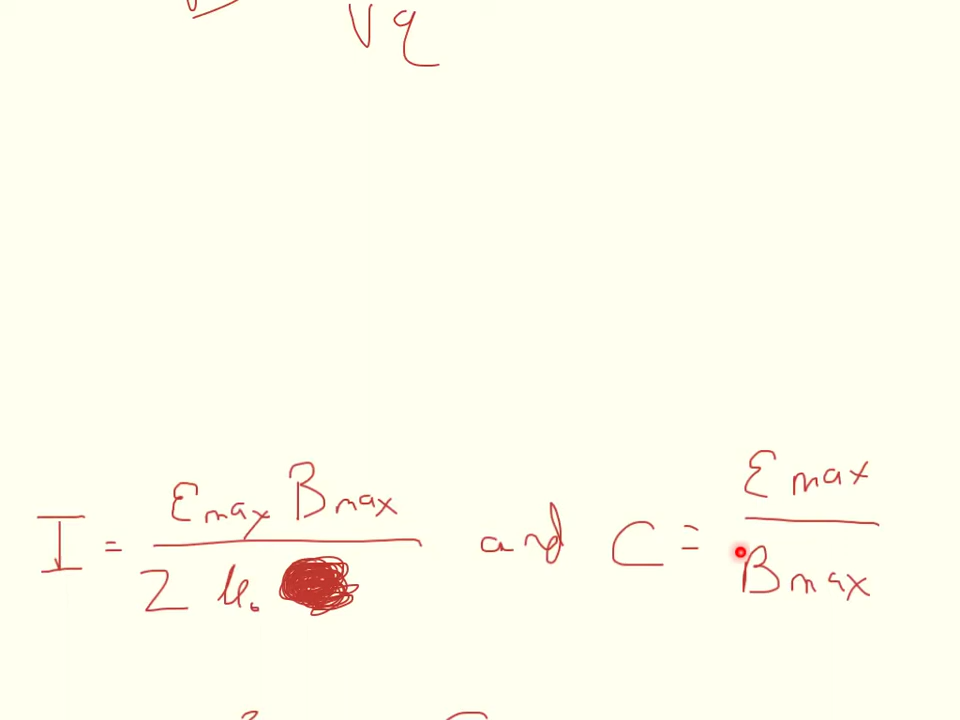 V q
I = Emax Bmax / 2 μ₀ and C = Emax / Bmax